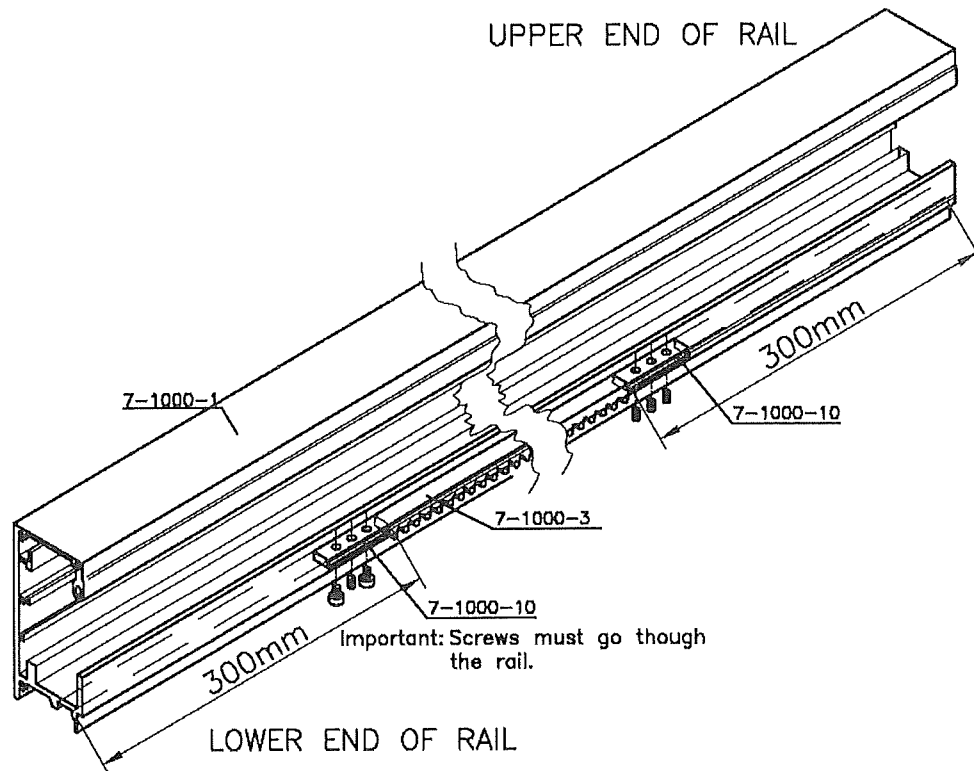 UPPER END OF RAIL
300mm
7-1000-1
7-1000-10
7-1000-3
7-1000-10
Important: Screws must go though
the rail.
300mm
LOWER END OF RAIL